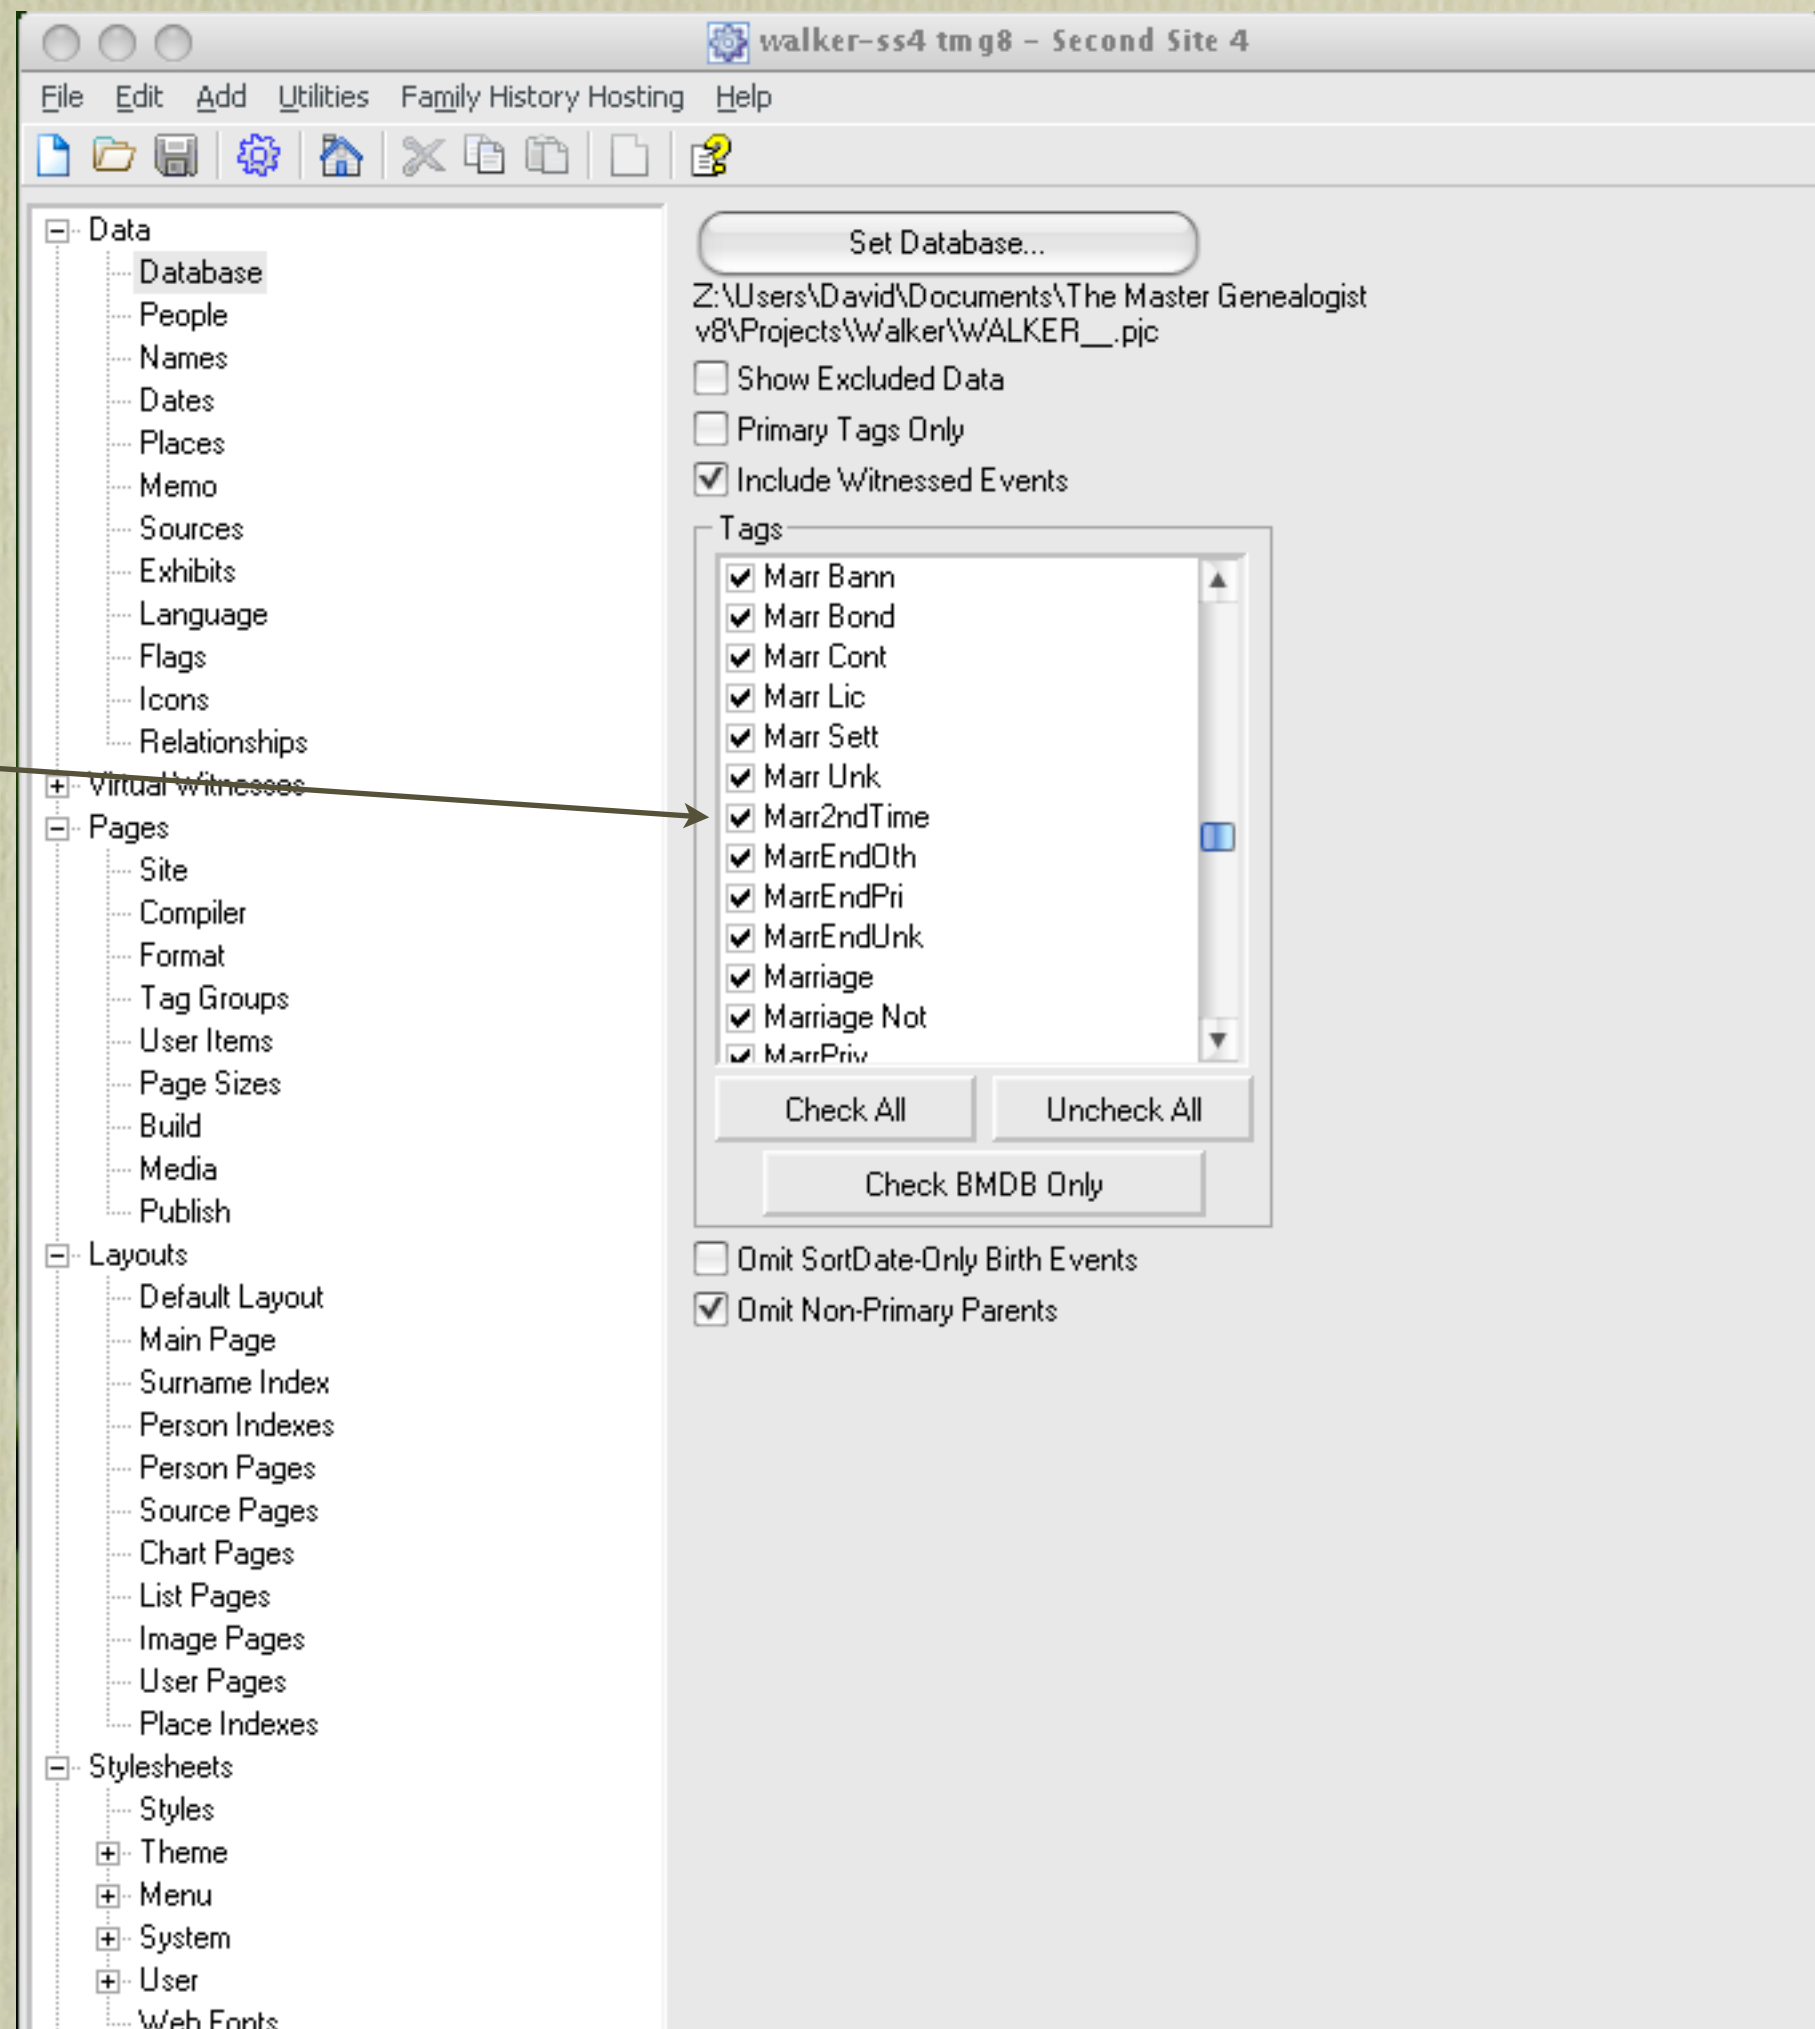 walker-ss4 tmg8 – Second Site 4
File Edit Add Utilities Family History Hosting Help
Data
Database
People
Names
Dates
Places
Memo
Sources
Exhibits
Language
Flags
Icons
Relationships
Virtual Witnesses
Pages
Site
Compiler
Format
Tag Groups
User Items
Page Sizes
Build
Media
Publish
Layouts
Default Layout
Main Page
Surname Index
Person Indexes
Person Pages
Source Pages
Chart Pages
List Pages
Image Pages
User Pages
Place Indexes
Stylesheets
Styles
Theme
Menu
System
User
Web Fonts
Set Database...
Z:\Users\David\Documents\The Master Genealogist
v8\Projects\Walker\WALKER__.pjc
Show Excluded Data
Primary Tags Only
Include Witnessed Events
Tags
Marr Bann
Marr Bond
Marr Cont
Marr Lic
Marr Sett
Marr Unk
Marr2ndTime
MarrEndOth
MarrEndPri
MarrEndUnk
Marriage
Marriage Not
MarrPriv
Check All
Uncheck All
Check BMDB Only
Omit SortDate-Only Birth Events
Omit Non-Primary Parents